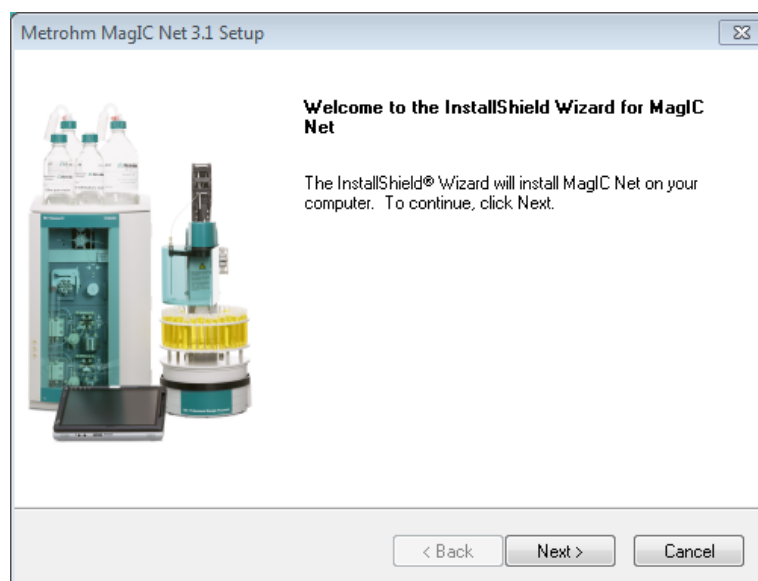 Metrohm MagIC Net 3.1 Setup
Welcome to the InstallShield Wizard for MagIC
Net
The InstallShield® Wizard will install MagIC Net on your
computer. To continue, click Next.
< Back
Next >
Cancel